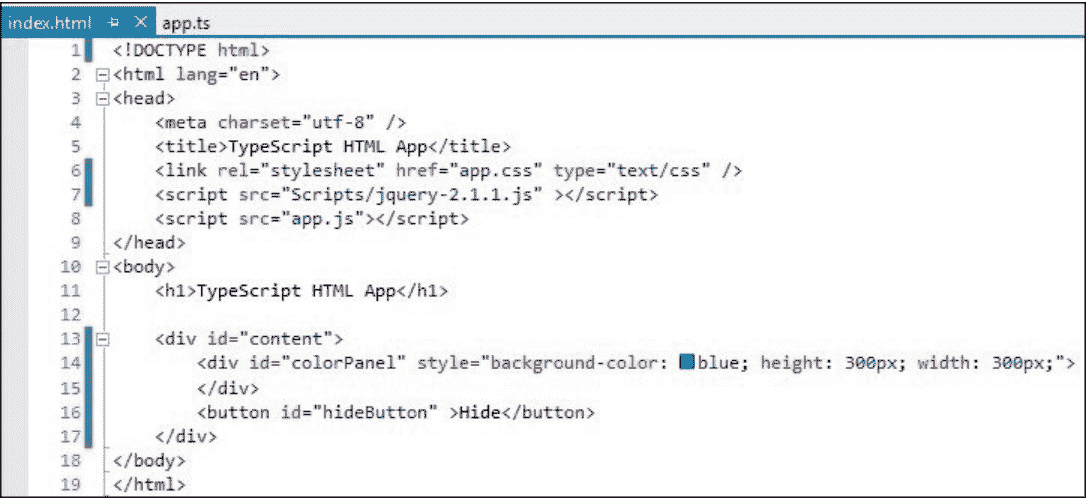 index.html app.ts
1 <!DOCTYPE html>
2 <html lang="en">
3 <head>
4     <meta charset="utf-8" />
5     <title>TypeScript HTML App</title>
6     <link rel="stylesheet" href="app.css" type="text/css" />
7     <script src="Scripts/jquery-2.1.1.js" ></script>
8     <script src="app.js"></script>
9 </head>
10 <body>
11     <h1>TypeScript HTML App</h1>
12
13     <div id="content">
14         <div id="colorPanel" style="background-color: blue; height: 300px; width: 300px;">
15         </div>
16         <button id="hideButton" >Hide</button>
17     </div>
18 </body>
19 </html>